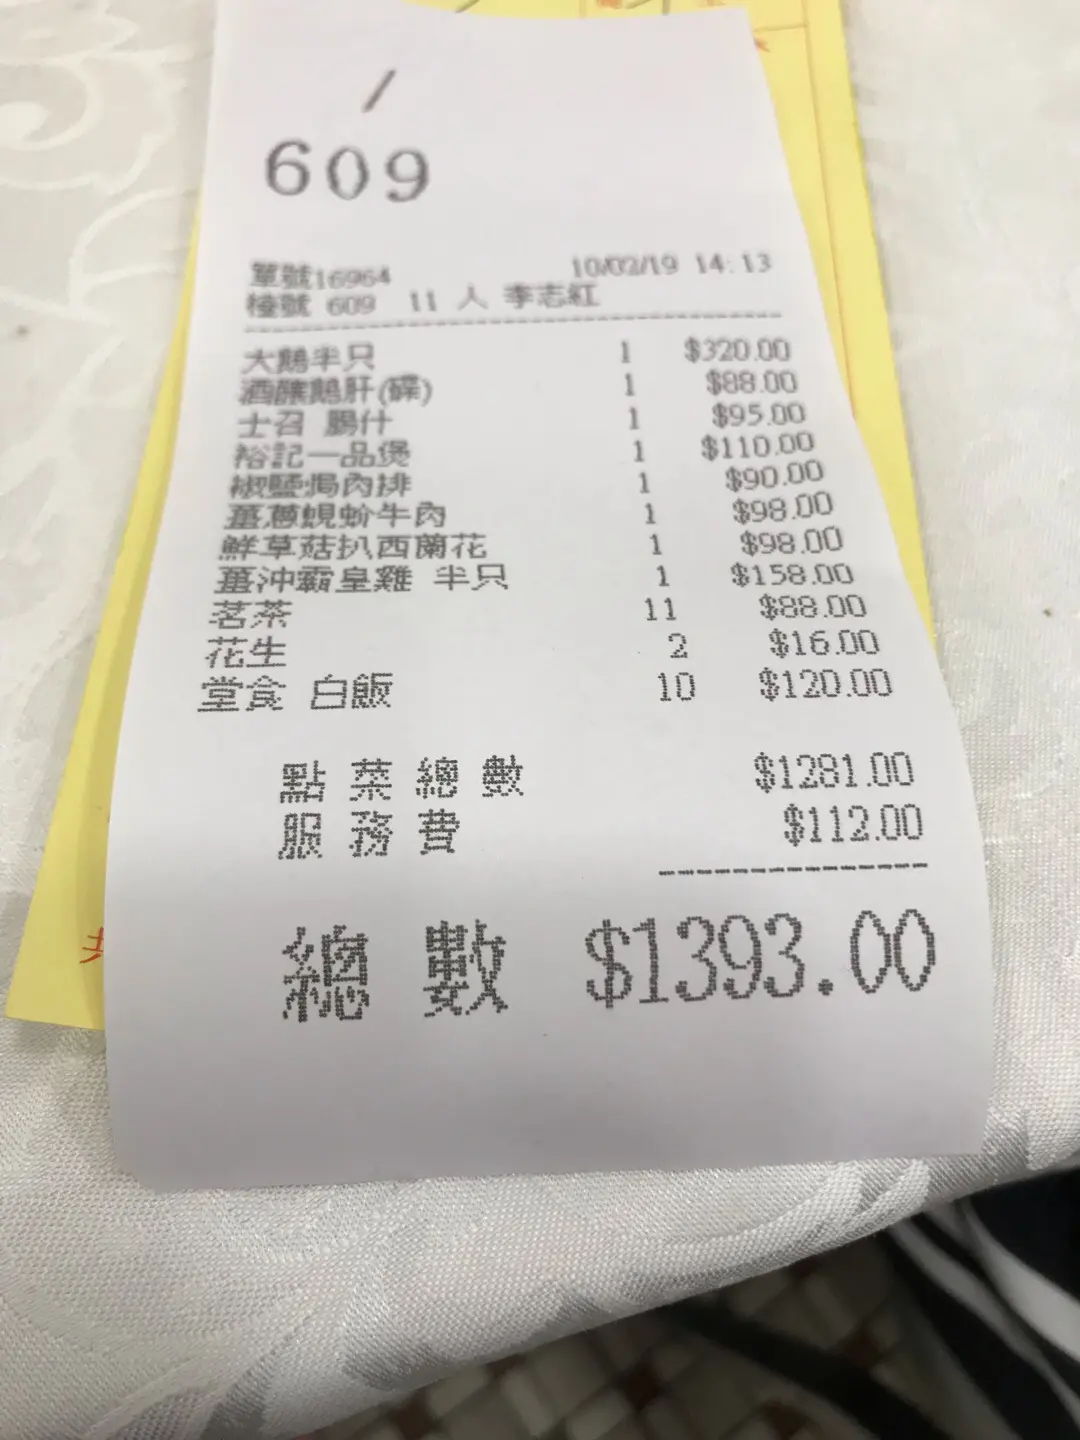 /
609
單號16964 10/02/19 14:13
檯號 609 11 人 李志紅
大鵝半只 1 $320.00
酒釀鵝肝(碟) 1 $88.00
士召 鵝什 1 $95.00
裕記一品煲 1 $110.00
椒鹽焗肉排 1 $90.00
薑蔥蜆蚧牛肉 1 $98.00
鮮草菇扒西蘭花 1 $98.00
薑沖霸皇雞 半只 1 $158.00
茗茶 11 $88.00
花生 2 $16.00
堂食 白飯 10 $120.00
點菜總數 $1281.00
服務費 $112.00
總數 $1393.00